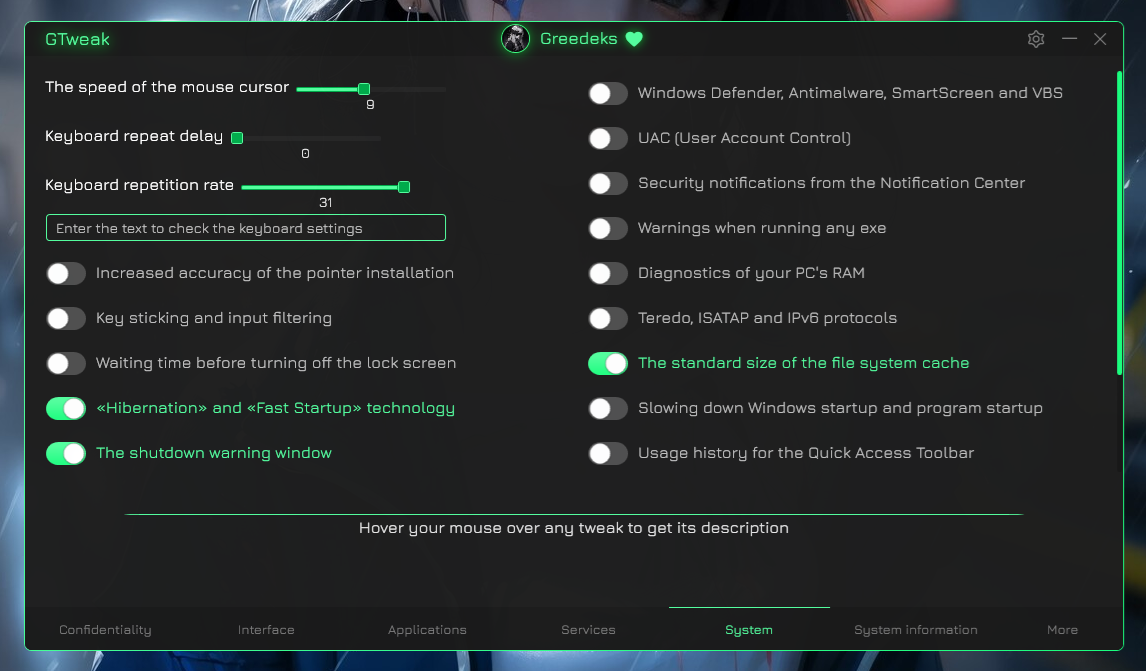 GTweak
Greedeks
The speed of the mouse cursor
9
Keyboard repeat delay
0
Keyboard repetition rate
31
Enter the text to check the keyboard settings
Increased accuracy of the pointer installation
Key sticking and input filtering
Waiting time before turning off the lock screen
«Hibernation» and «Fast Startup» technology
The shutdown warning window
Windows Defender, Antimalware, SmartScreen and VBS
UAC (User Account Control)
Security notifications from the Notification Center
Warnings when running any exe
Diagnostics of your PC's RAM
Teredo, ISATAP and IPv6 protocols
The standard size of the file system cache
Slowing down Windows startup and program startup
Usage history for the Quick Access Toolbar
Hover your mouse over any tweak to get its description
Confidentiality
Interface
Applications
Services
System
System information
More